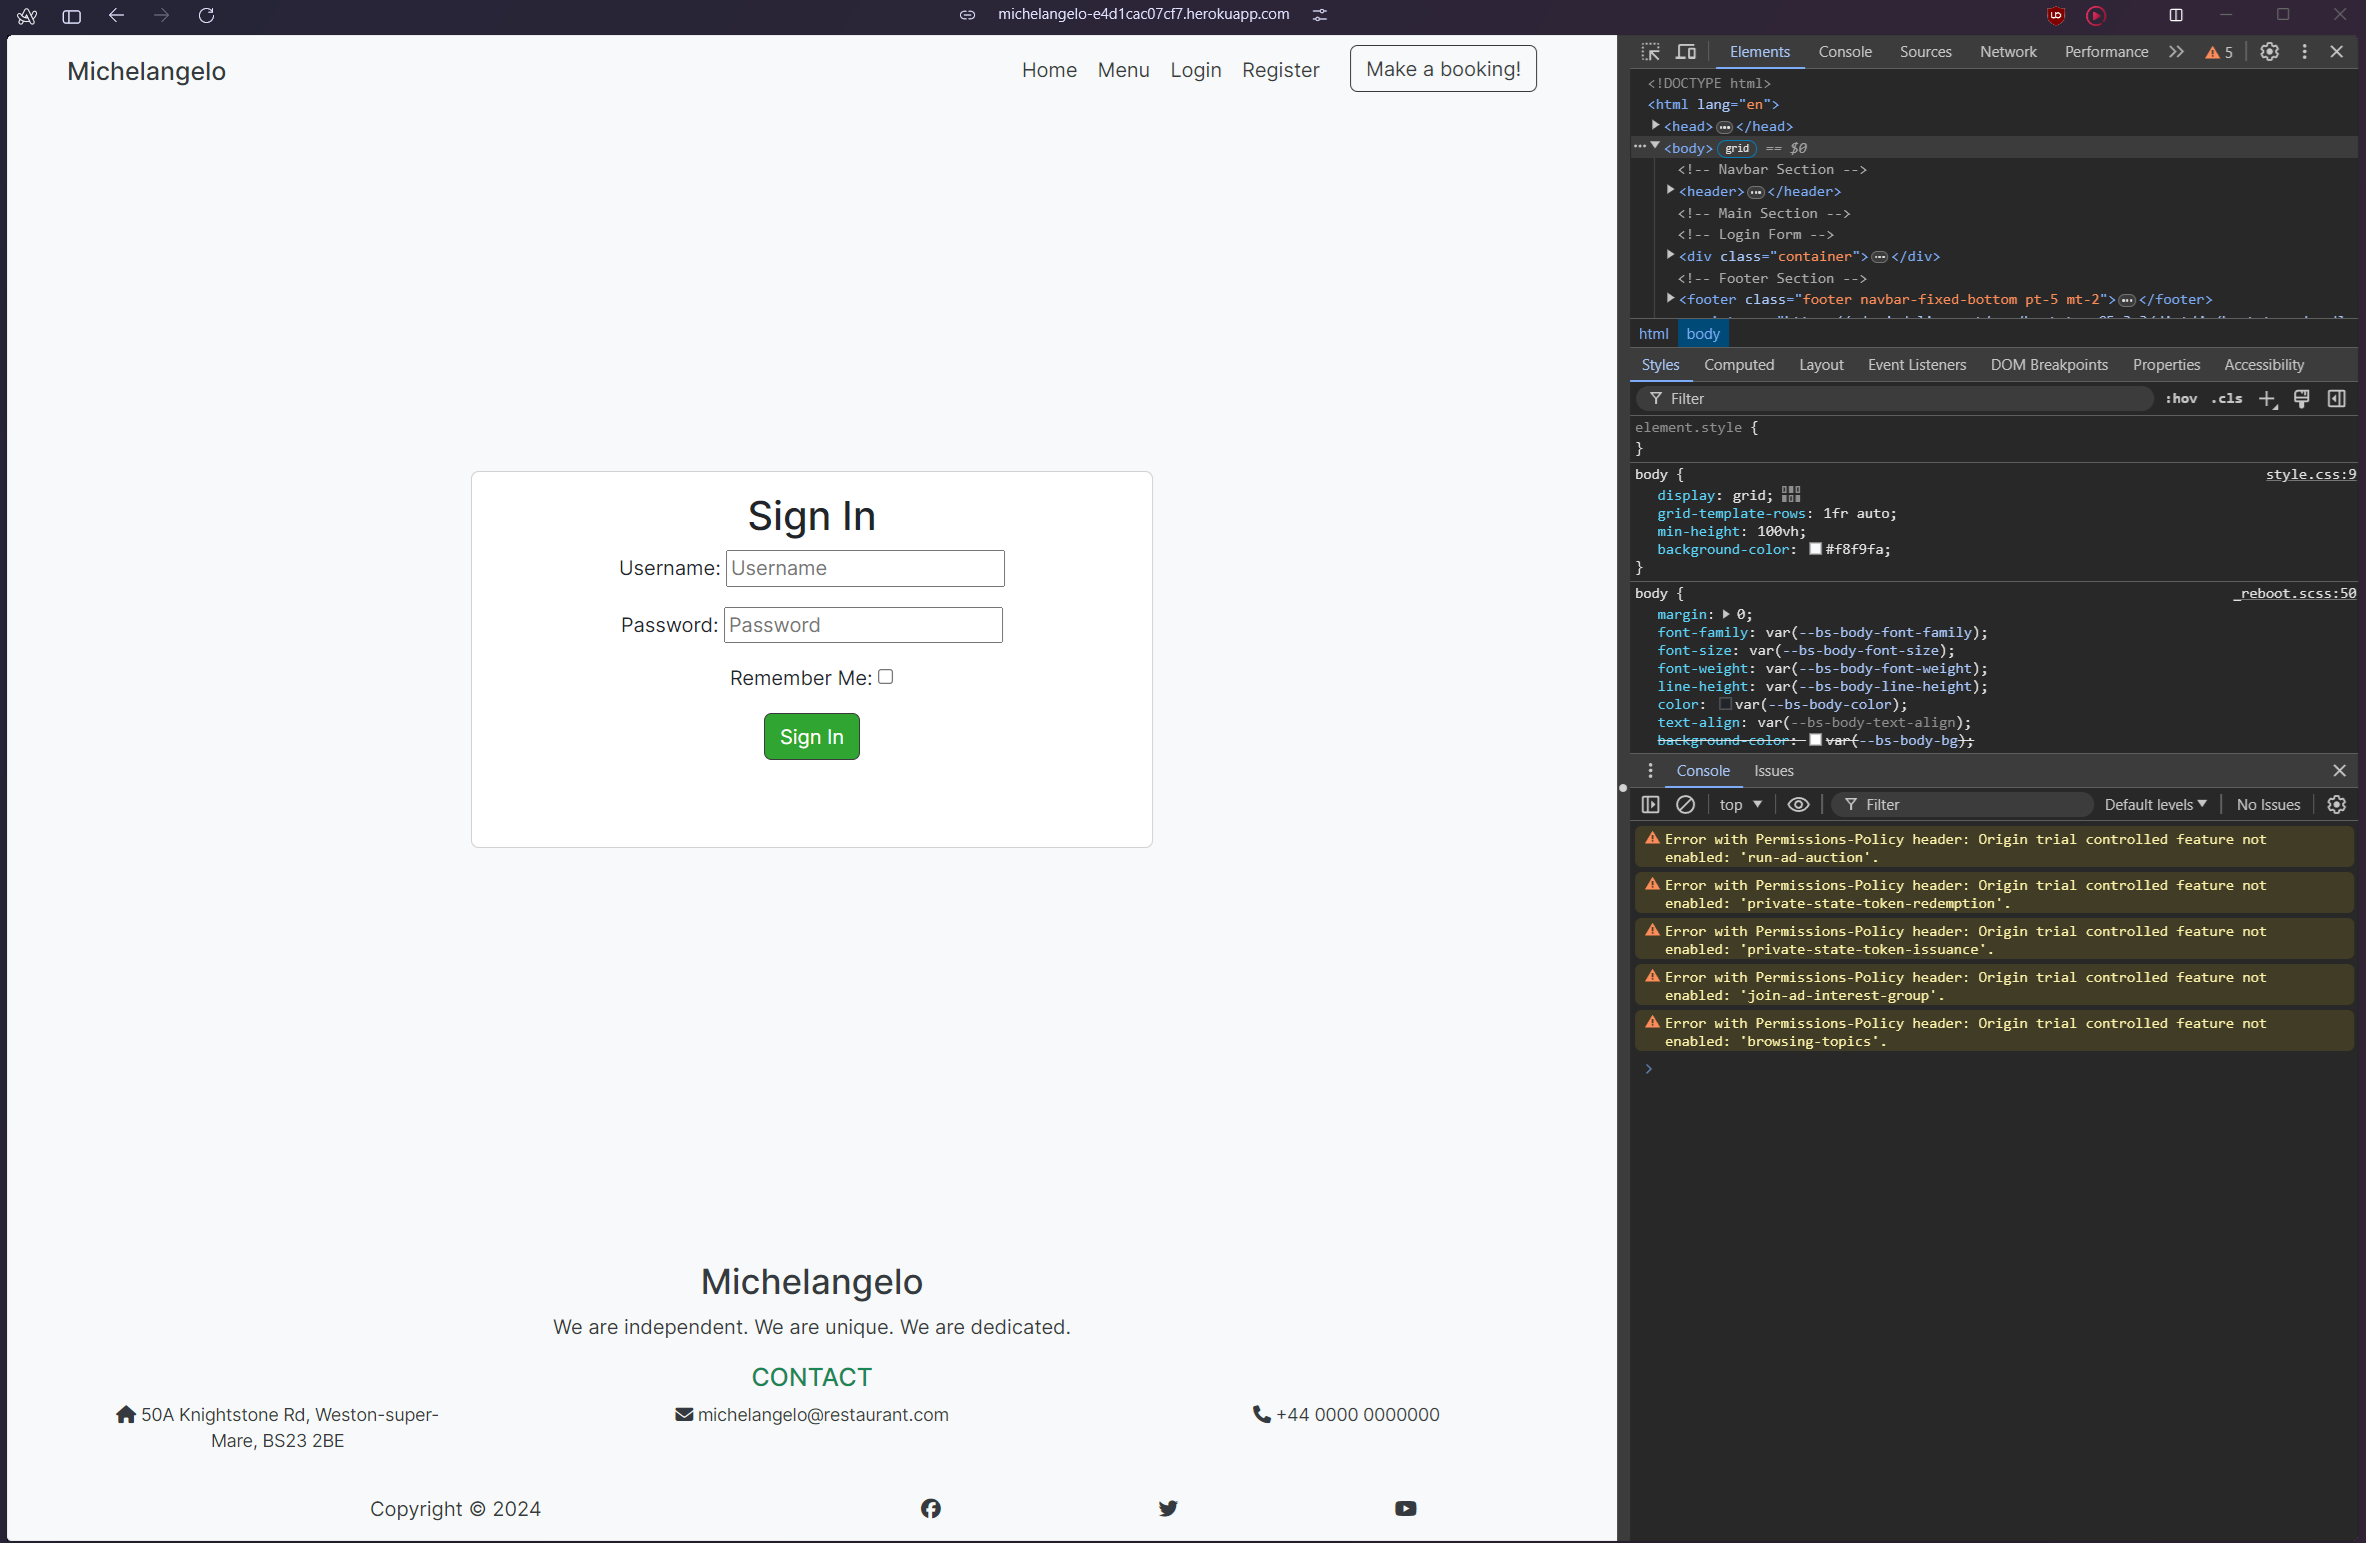 michelangelo-e4d1cac07cf7.herokuapp.com
Michelangelo
Home Menu Login Register Make a booking!
Sign In
Username: Username
Password: Password
Remember Me:
Sign In
Michelangelo
We are independent. We are unique. We are dedicated.
CONTACT
50A Knightstone Rd, Weston-super-
Mare, BS23 2BE
michelangelo@restaurant.com
+44 0000 0000000
Copyright © 2024
Elements Console Sources Network Performance 5
<!DOCTYPE html>
<html lang="en">
<head> ••• </head>
••• <body> grid == $0
<!-- Navbar Section -->
<header> ••• </header>
<!-- Main Section -->
<!-- Login Form -->
<div class="container"> ••• </div>
<!-- Footer Section -->
<footer class="footer navbar-fixed-bottom pt-5 mt-2"> ••• </footer>
html body
Styles Computed Layout Event Listeners DOM Breakpoints Properties Accessibility
Filter :hov .cls
element.style {
}
body { style.css:9
display: grid;
grid-template-rows: 1fr auto;
min-height: 100vh;
background-color: #f8f9fa;
}
body { _reboot.scss:50
margin: 0;
font-family: var(--bs-body-font-family);
font-size: var(--bs-body-font-size);
font-weight: var(--bs-body-font-weight);
line-height: var(--bs-body-line-height);
color: var(--bs-body-color);
text-align: var(--bs-body-text-align);
background-color: var(--bs-body-bg);
Console Issues
top Filter Default levels No Issues
Error with Permissions-Policy header: Origin trial controlled feature not
enabled: 'run-ad-auction'.
Error with Permissions-Policy header: Origin trial controlled feature not
enabled: 'private-state-token-redemption'.
Error with Permissions-Policy header: Origin trial controlled feature not
enabled: 'private-state-token-issuance'.
Error with Permissions-Policy header: Origin trial controlled feature not
enabled: 'join-ad-interest-group'.
Error with Permissions-Policy header: Origin trial controlled feature not
enabled: 'browsing-topics'.